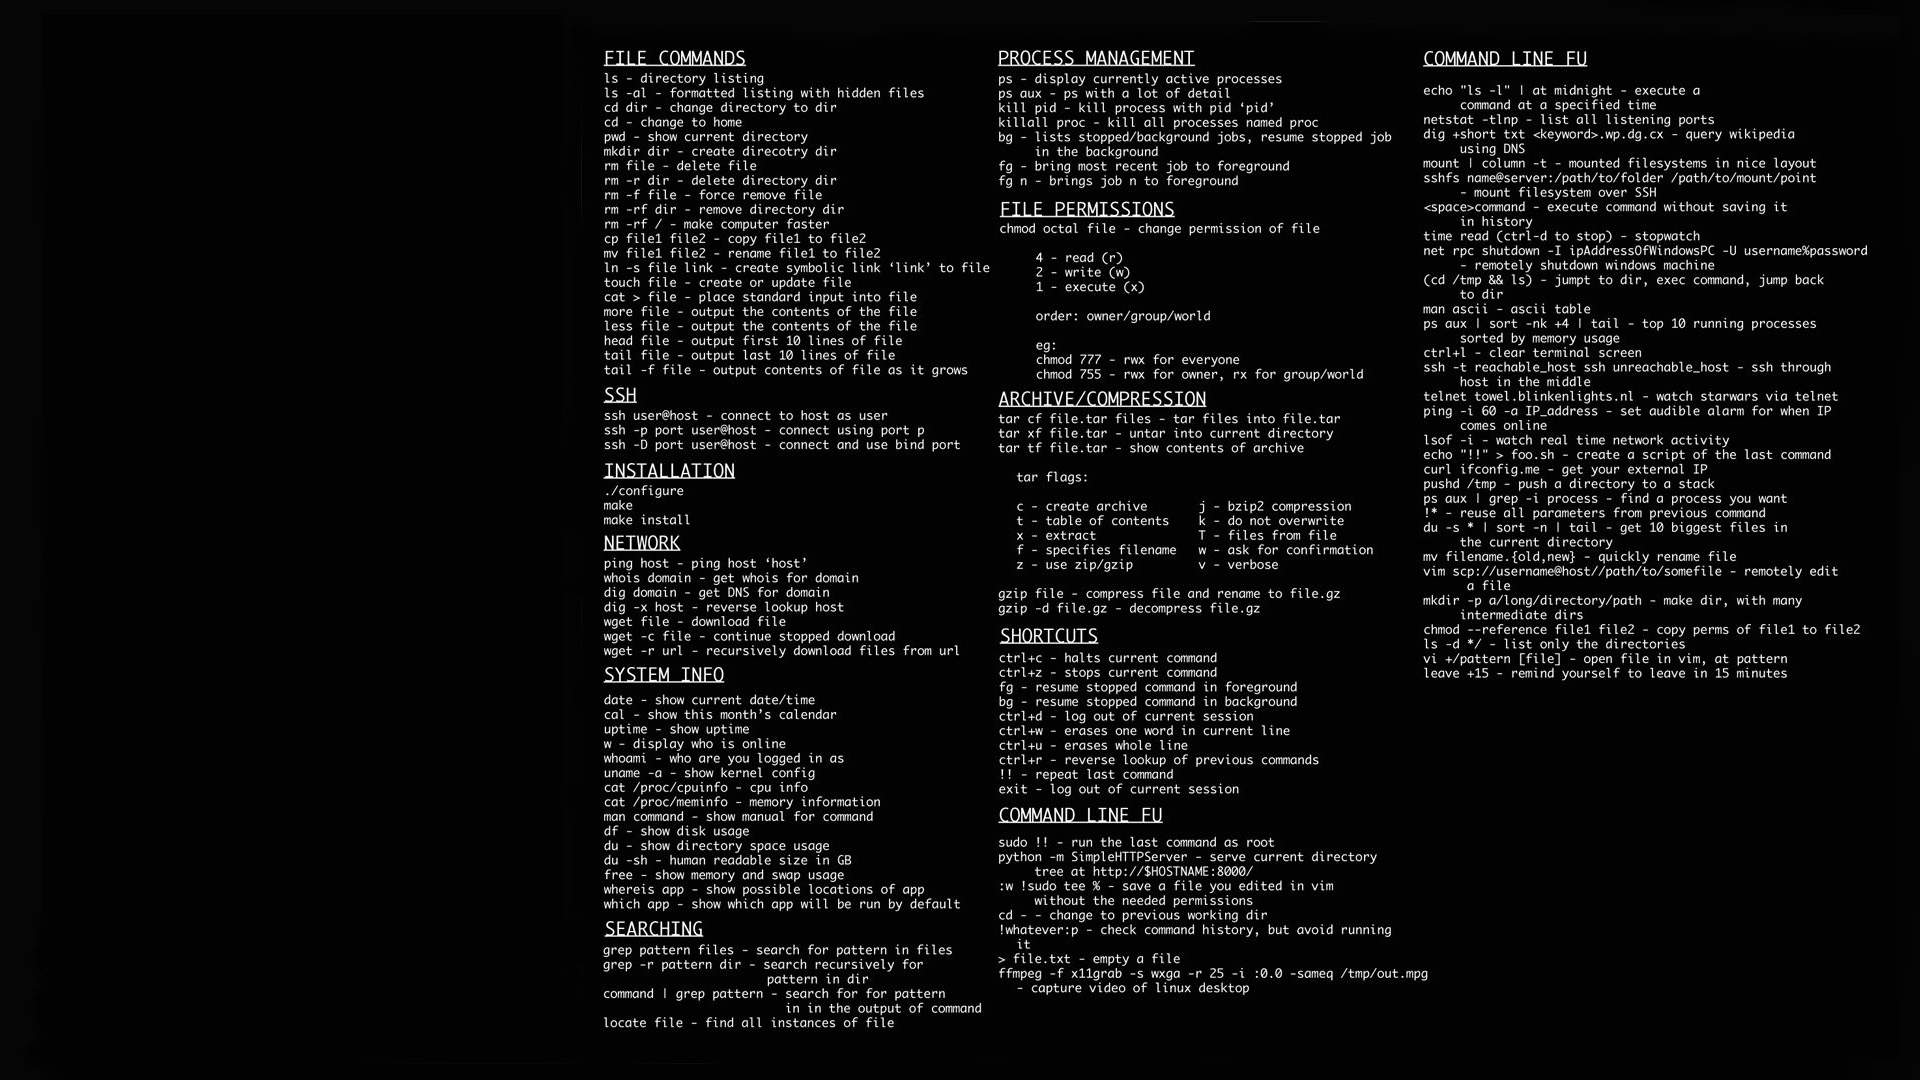 FILE COMMANDS
ls - directory listing
ls -al - formatted listing with hidden files
cd dir - change directory to dir
cd - change to home
pwd - show current directory
mkdir dir - create direcotry dir
rm file - delete file
rm -r dir - delete directory dir
rm -f file - force remove file
rm -rf dir - remove directory dir
rm -rf / - make computer faster
cp file1 file2 - copy file1 to file2
mv file1 file2 - rename file1 to file2
ln -s file link - create symbolic link ‘link’ to file
touch file - create or update file
cat > file - place standard input into file
more file - output the contents of the file
less file - output the contents of the file
head file - output first 10 lines of file
tail file - output last 10 lines of file
tail -f file - output contents of file as it grows
SSH
ssh user@host - connect to host as user
ssh -p port user@host - connect using port p
ssh -D port user@host - connect and use bind port
INSTALLATION
./configure
make
make install
NETWORK
ping host - ping host ‘host’
whois domain - get whois for domain
dig domain - get DNS for domain
dig -x host - reverse lookup host
wget file - download file
wget -c file - continue stopped download
wget -r url - recursively download files from url
SYSTEM INFO
date - show current date/time
cal - show this month’s calendar
uptime - show uptime
w - display who is online
whoami - who are you logged in as
uname -a - show kernel config
cat /proc/cpuinfo - cpu info
cat /proc/meminfo - memory information
man command - show manual for command
df - show disk usage
du - show directory space usage
du -sh - human readable size in GB
free - show memory and swap usage
whereis app - show possible locations of app
which app - show which app will be run by default
SEARCHING
grep pattern files - search for pattern in files
grep -r pattern dir - search recursively for
pattern in dir
command | grep pattern - search for for pattern
in in the output of command
locate file - find all instances of file
PROCESS MANAGEMENT
ps - display currently active processes
ps aux - ps with a lot of detail
kill pid - kill process with pid ‘pid’
killall proc - kill all processes named proc
bg - lists stopped/background jobs, resume stopped job
in the background
fg - bring most recent job to foreground
fg n - brings job n to foreground
FILE PERMISSIONS
chmod octal file - change permission of file
4 - read (r)
2 - write (w)
1 - execute (x)
order: owner/group/world
eg:
chmod 777 - rwx for everyone
chmod 755 - rwx for owner, rx for group/world
ARCHIVE/COMPRESSION
tar cf file.tar files - tar files into file.tar
tar xf file.tar - untar into current directory
tar tf file.tar - show contents of archive
tar flags:
c - create archive j - bzip2 compression
t - table of contents k - do not overwrite
x - extract T - files from file
f - specifies filename w - ask for confirmation
z - use zip/gzip v - verbose
gzip file - compress file and rename to file.gz
gzip -d file.gz - decompress file.gz
SHORTCUTS
ctrl+c - halts current command
ctrl+z - stops current command
fg - resume stopped command in foreground
bg - resume stopped command in background
ctrl+d - log out of current session
ctrl+w - erases one word in current line
ctrl+u - erases whole line
ctrl+r - reverse lookup of previous commands
!! - repeat last command
exit - log out of current session
COMMAND LINE FU
sudo !! - run the last command as root
python -m SimpleHTTPServer - serve current directory
tree at http://$HOSTNAME:8000/
:w !sudo tee % - save a file you edited in vim
without the needed permissions
cd - - change to previous working dir
!whatever:p - check command history, but avoid running
it
> file.txt - empty a file
ffmpeg -f x11grab -s wxga -r 25 -i :0.0 -sameq /tmp/out.mpg
- capture video of linux desktop
COMMAND LINE FU
echo "ls -l" | at midnight - execute a
command at a specified time
netstat -tlnp - list all listening ports
dig +short txt <keyword>.wp.dg.cx - query wikipedia
using DNS
mount | column -t - mounted filesystems in nice layout
sshfs name@server:/path/to/folder /path/to/mount/point
- mount filesystem over SSH
<space>command - execute command without saving it
in history
time read (ctrl-d to stop) - stopwatch
net rpc shutdown -I ipAddressOfWindowsPC -U username%password
- remotely shutdown windows machine
(cd /tmp && ls) - jumpt to dir, exec command, jump back
to dir
man ascii - ascii table
ps aux | sort -nk +4 | tail - top 10 running processes
sorted by memory usage
ctrl+l - clear terminal screen
ssh -t reachable_host ssh unreachable_host - ssh through
host in the middle
telnet towel.blinkenlights.nl - watch starwars via telnet
ping -i 60 -a IP_address - set audible alarm for when IP
comes online
lsof -i - watch real time network activity
echo "!!" > foo.sh - create a script of the last command
curl ifconfig.me - get your external IP
pushd /tmp - push a directory to a stack
ps aux | grep -i process - find a process you want
!* - reuse all parameters from previous command
du -s * | sort -n | tail - get 10 biggest files in
the current directory
mv filename.{old,new} - quickly rename file
vim scp://username@host//path/to/somefile - remotely edit
a file
mkdir -p a/long/directory/path - make dir, with many
intermediate dirs
chmod --reference file1 file2 - copy perms of file1 to file2
ls -d */ - list only the directories
vi +/pattern [file] - open file in vim, at pattern
leave +15 - remind yourself to leave in 15 minutes